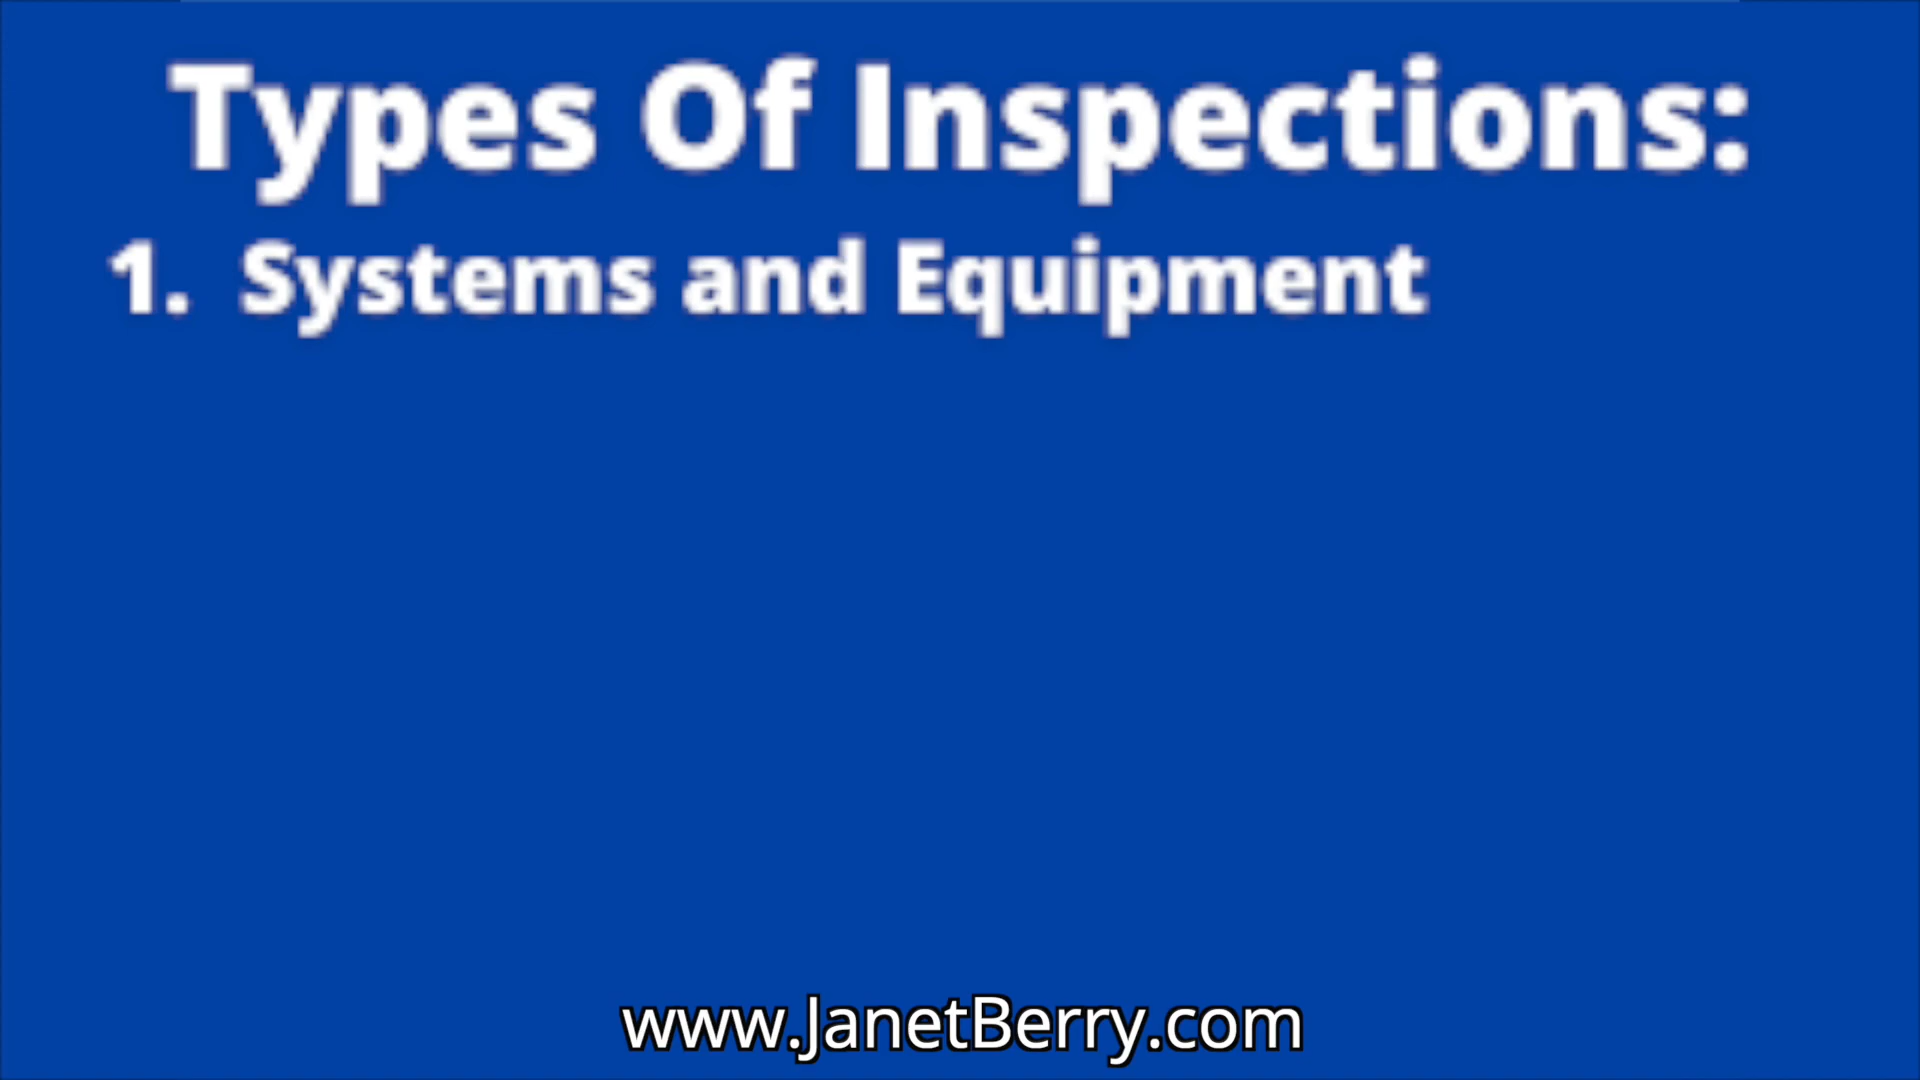 Types Of Inspections:
1. Systems and Equipment
www.JanetBerry.com